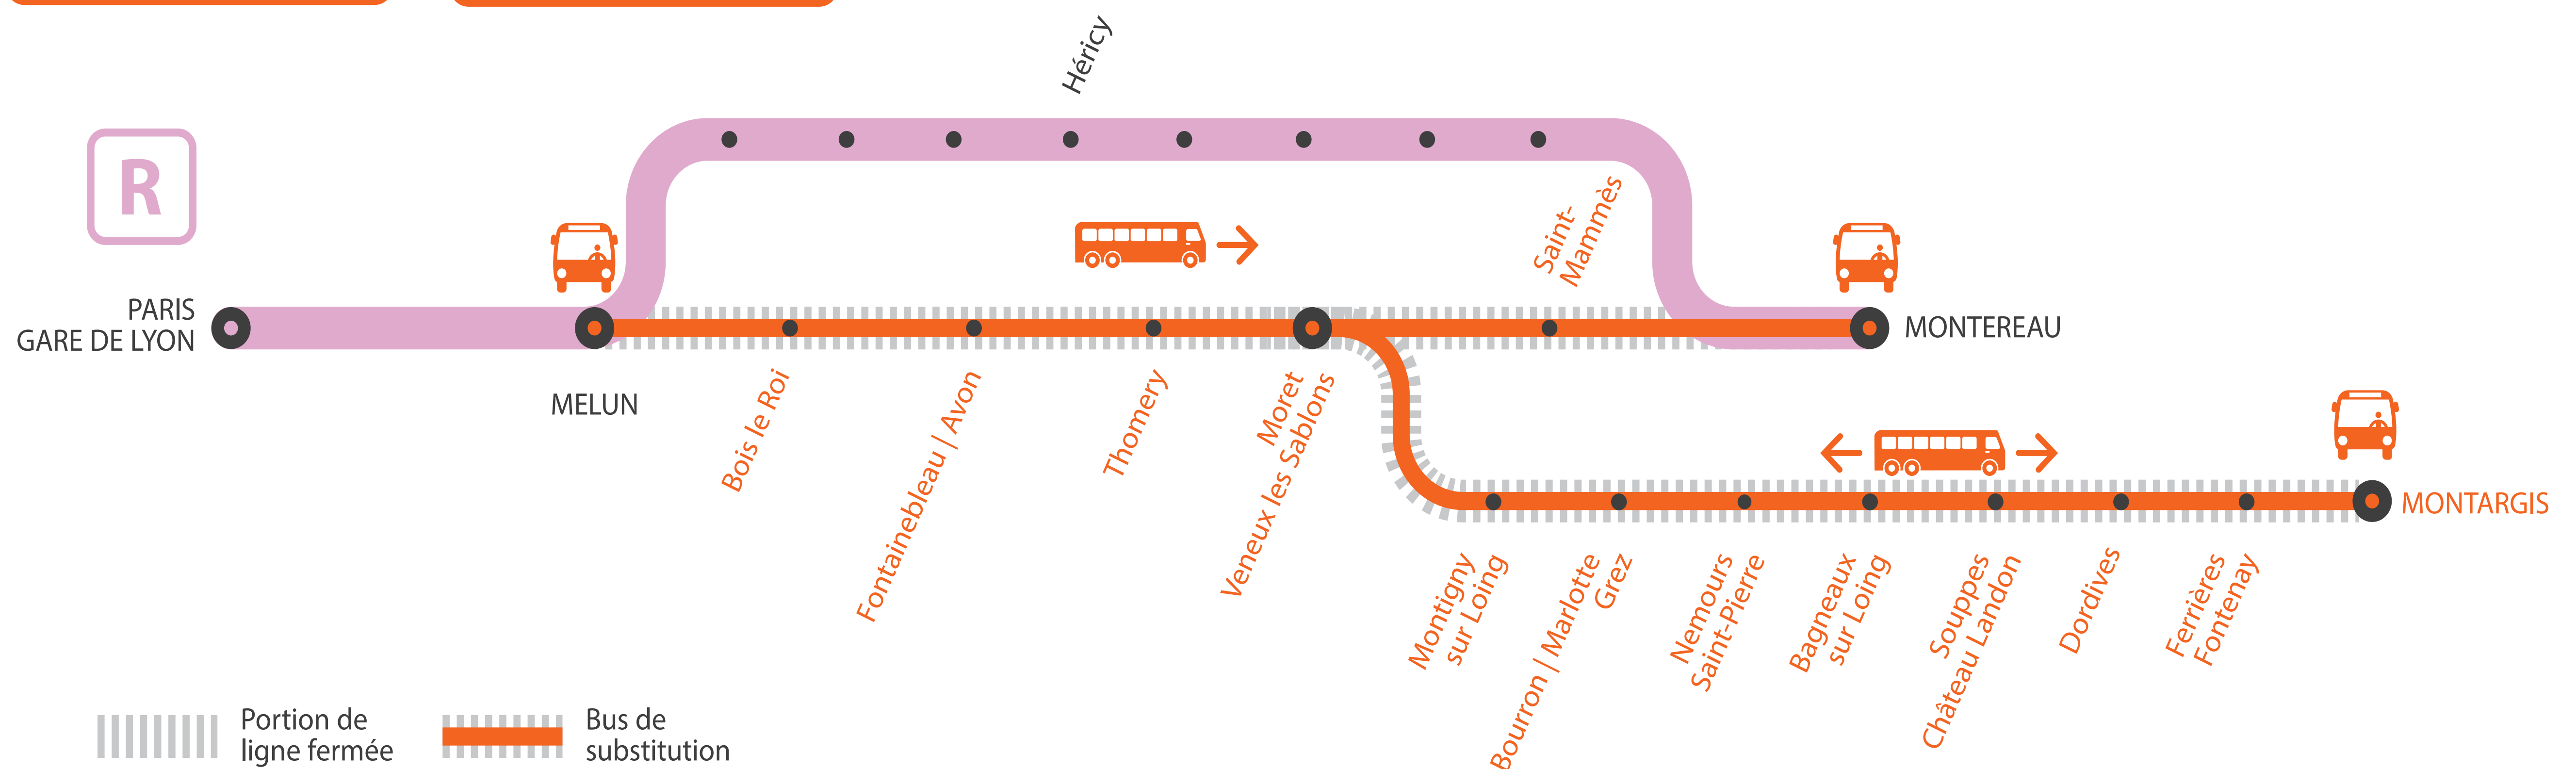 Héricy
R
Saint-
Mammès
PARIS
GARE DE LYON
MONTEREAU
MELUN
Bois le Roi
Fontainebleau | Avon
Thomery
Moret
Veneux les Sablons
MONTARGIS
Montigny
sur Loing
Bourron | Marlotte
Grez
Nemours
Saint-Pierre
Bagneaux
sur Loing
Souppes
Château Landon
Dordives
Ferrières
Fontenay
Portion de
ligne fermée
Bus de
substitution